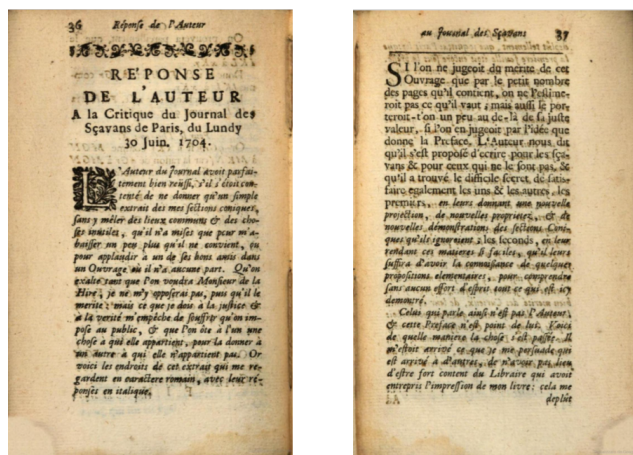 36 Réponse de l'Auteur
RE'PONSE
DE L'AUTEUR
A la Critique du Journal des
Sçavans de Paris, du Lundy
30 Juin. 1704.
L'Auteur du Journal avoit parfai-
tement bien reüssi, s'il s'étoit con-
tenté de ne donner qu'un simple
extrait des mes sections coniques,
sans y mêler des lieux communs & des cho-
ses inutiles, qu'il n'a mises que pour m'a-
baisser un peu plus qu'il ne convient, ou
pour applaudir à un de ses bons amis dans
un Ouvrage où il n'a aucune part. Qu'on
exalte tant que l'on voudra Monsieur de la
Hire, je ne m'y opposerai pas, puis qu'il le
merite: mais ce que je dois à la justice &
à la verité m'empêche de souffrir qu'on im-
pose au public, & que l'on ôte à l'un une
chose à qui elle appartient, pour la donner à
un autre à qui elle n'appartient pas. Or
voici les endroits de cet extrait qui me re-
gardent en caractere romain, avec leur ré-
ponses en italique.
au Journal des Sçavans 37
SI l'on ne jugeoit du merite de cet
Ouvrage que par le petit nombre
des pages qu'il contient, on ne l'estime-
roit pas ce qu'il vaut; mais aussi se por-
teroit-t'on un peu au de-là de sa juste
valeur, si l'on en jugeoit par l'idée que
donne la Preface. L'Auteur nous dit
qu'il s'est proposé d'écrire pour les sça-
vans & pour ceux qui ne le sont pas, &
qu'il a trouvé le difficile secret de satis-
faire également les uns & les autres, les
premiers, en leurs donnant une nouvelle
projection, de nouvelles proprietez, & de
nouvelles démonstrations des sections Coni-
ques qu'ils ignoroient; les seconds, en leur
rendant ces matieres si faciles, qu'il leurs
suffira d'avoir la connoissance de quelques
propositions elementaires, pour comprendre
sans aucun effort d'esprit tout ce qui est ici
demontré.
Celui qui parle ainsi n'est pas l'Auteur,
& cette Preface n'est point de lui. Voici
de quelle maniere la chose s'est passée. Il
m'étoit arrivé ce que je me persuade qui
est arrivé à d'autres, de n'avoir pas lieu
d'estre fort content du Libraire qui avoit
entrepris l'impression de mon livre: cela me
deplût